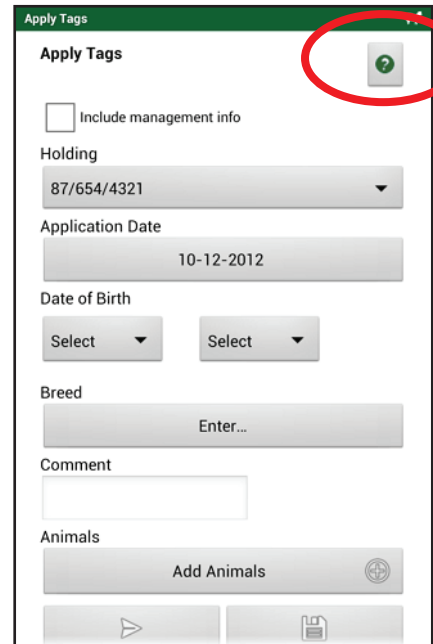 Apply Tags
Apply Tags
?
Include management info
Holding
87/654/4321
Application Date
10-12-2012
Date of Birth
Select Select
Breed
Enter...
Comment
Animals
Add Animals